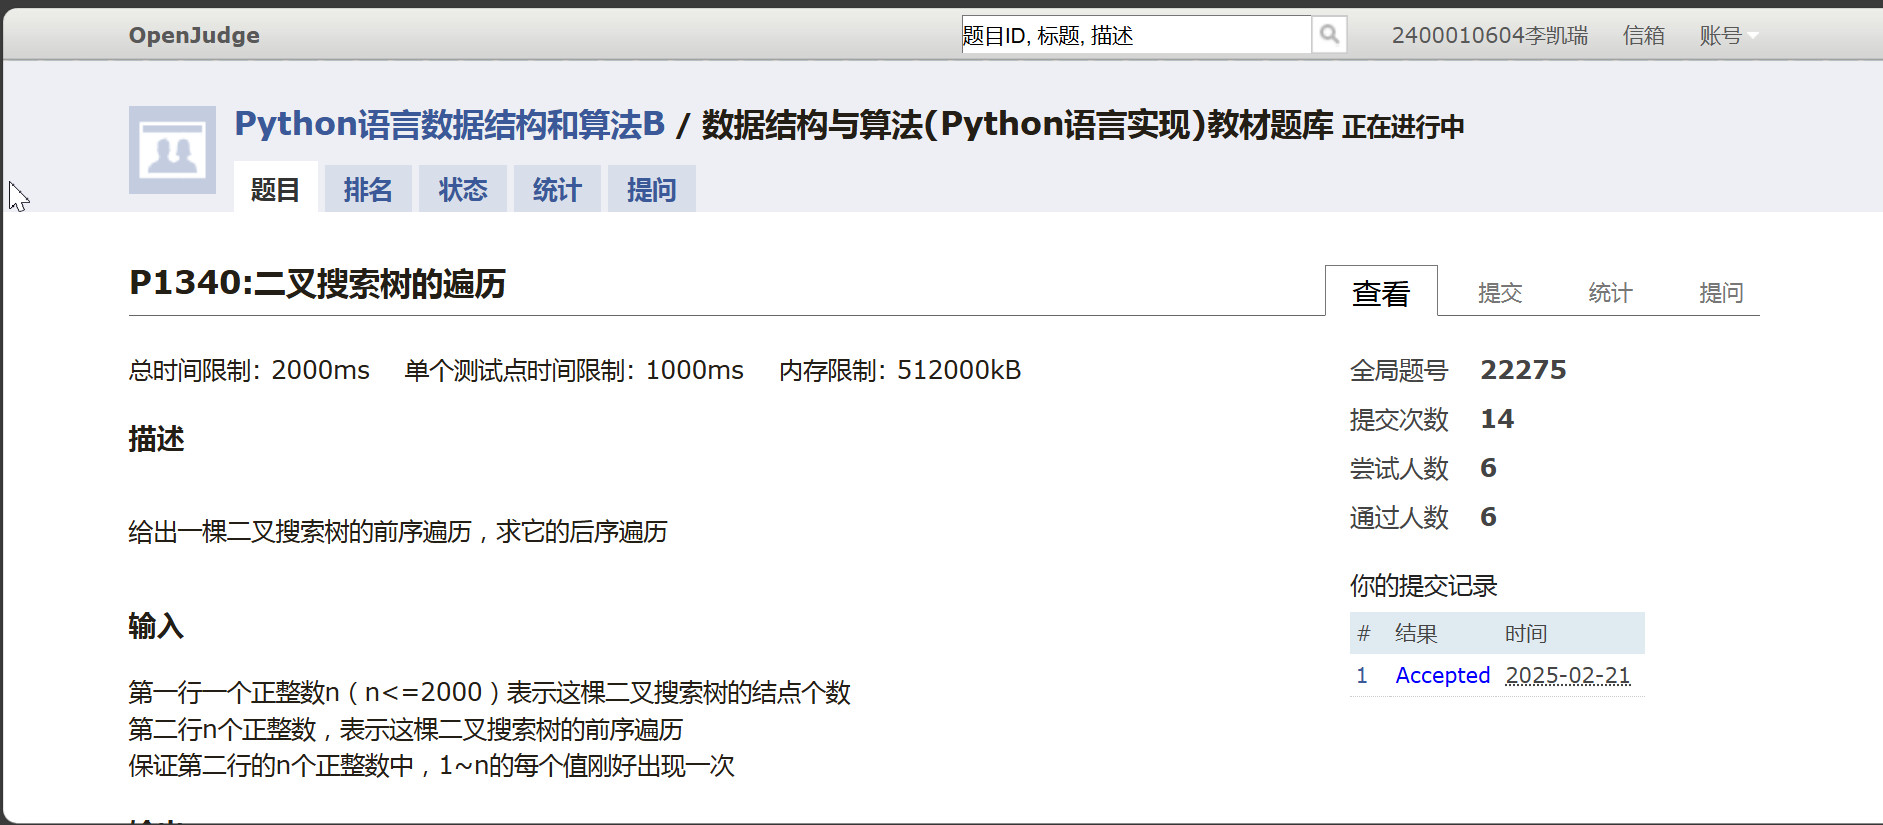 OpenJudge
题目ID, 标题, 描述
2400010604李凯瑞 信箱 账号
Python语言数据结构和算法B / 数据结构与算法(Python语言实现)教材题库 正在进行中
题目 排名 状态 统计 提问
P1340:二叉搜索树的遍历
查看 提交 统计 提问
总时间限制: 2000ms 单个测试点时间限制: 1000ms 内存限制: 512000kB
描述
给出一棵二叉搜索树的前序遍历，求它的后序遍历
输入
第一行一个正整数n（n<=2000）表示这棵二叉搜索树的结点个数
第二行n个正整数，表示这棵二叉搜索树的前序遍历
保证第二行的n个正整数中，1~n的每个值刚好出现一次
全局题号 22275
提交次数 14
尝试人数 6
通过人数 6
你的提交记录
# 结果 时间
1 Accepted 2025-02-21